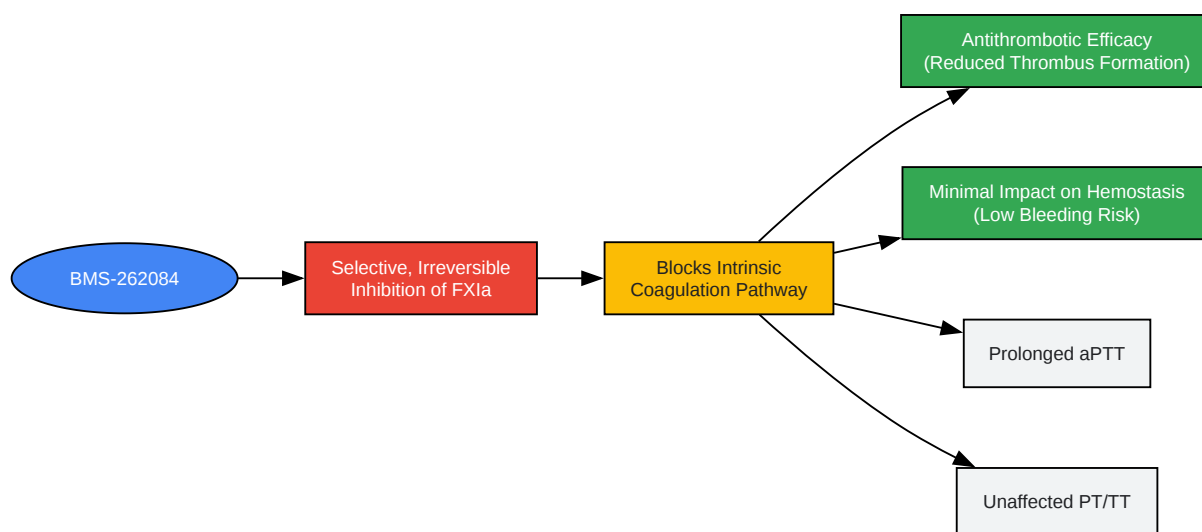 Antithrombotic Efficacy
(Reduced Thrombus Formation)
Minimal Impact on Hemostasis
(Low Bleeding Risk)
BMS-262084
Selective, Irreversible
Inhibition of FXIa
Blocks Intrinsic
Coagulation Pathway
Prolonged aPTT
Unaffected PT/TT